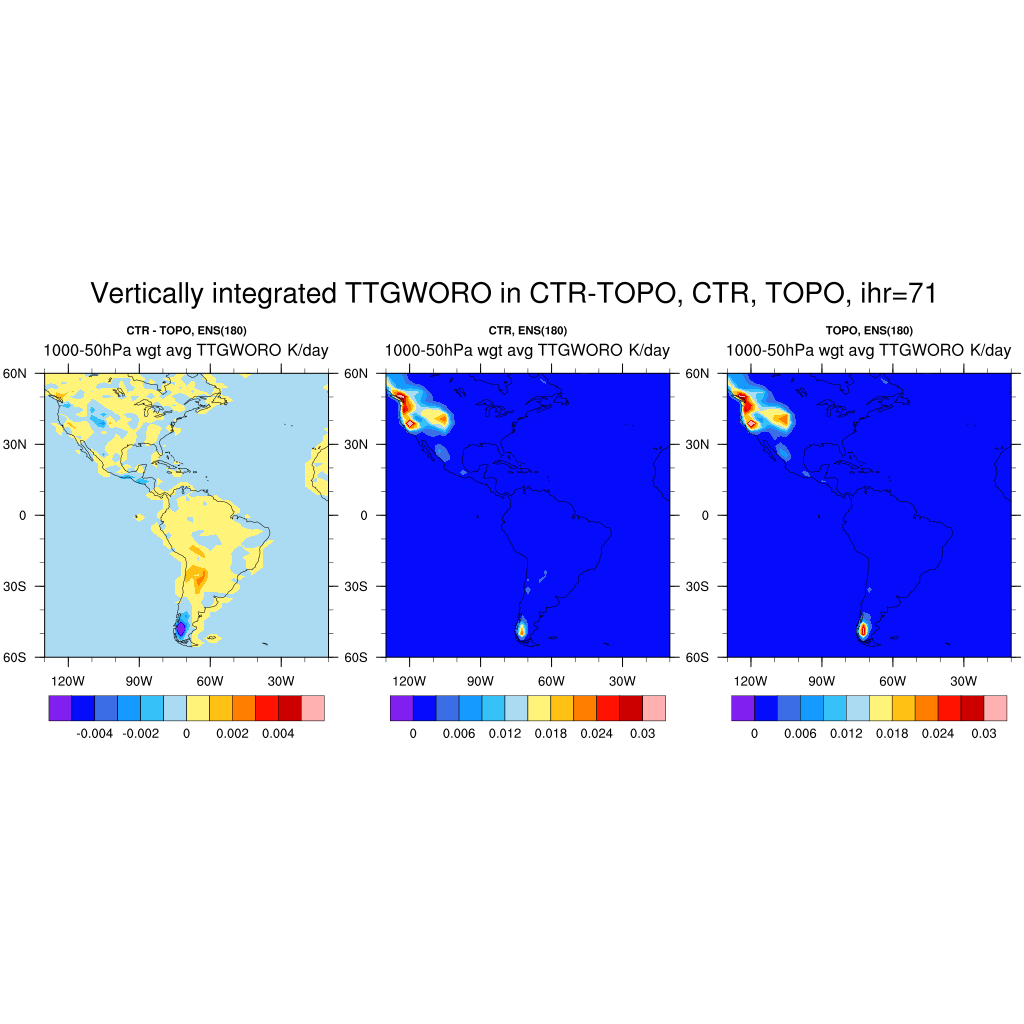 Vertically integrated TTGWORO in CTR-TOPO, CTR, TOPO, ihr=71
CTR - TOPO, ENS(180)
1000-50hPa wgt avg TTGWORO K/day
60N
30N
0
30S
60S
120W 90W 60W 30W
-0.004 -0.002 0 0.002 0.004
CTR, ENS(180)
1000-50hPa wgt avg TTGWORO K/day
60N
30N
0
30S
60S
120W 90W 60W 30W
0 0.006 0.012 0.018 0.024 0.03
TOPO, ENS(180)
1000-50hPa wgt avg TTGWORO K/day
60N
30N
0
30S
60S
120W 90W 60W 30W
0 0.006 0.012 0.018 0.024 0.03